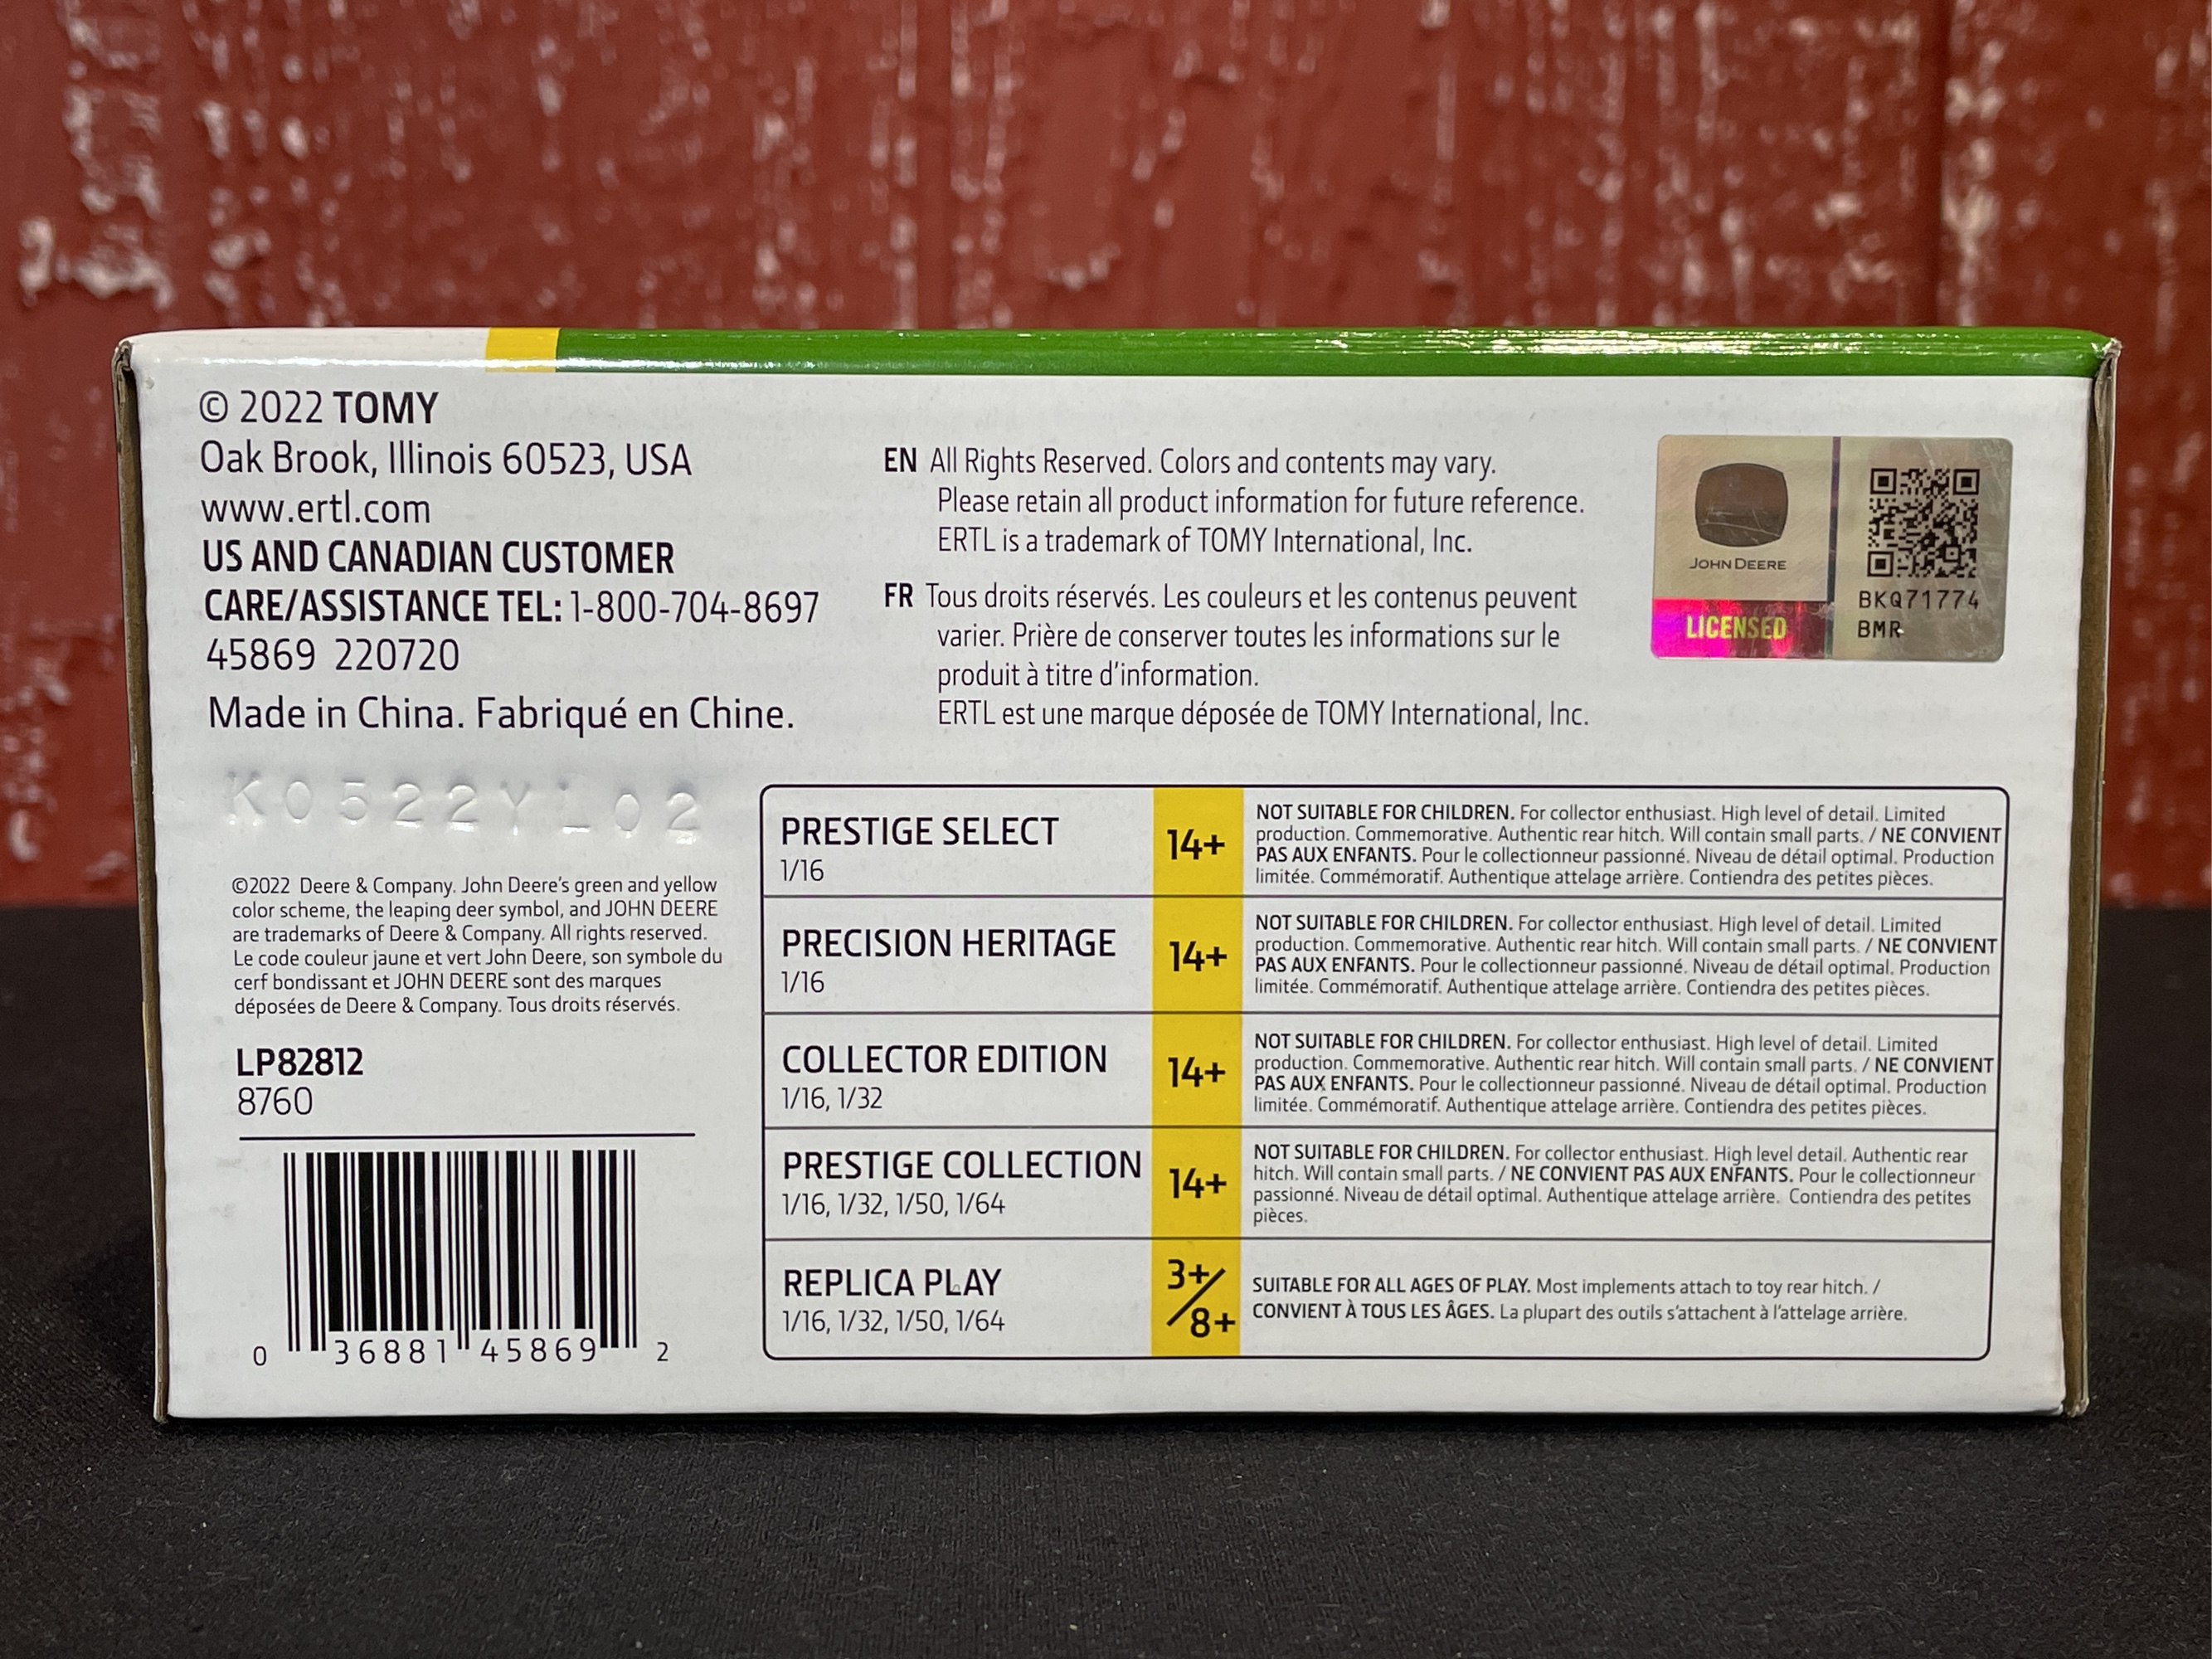 © 2022 TOMY
Oak Brook, Illinois 60523, USA
www.ertl.com
US AND CANADIAN CUSTOMER
CARE/ASSISTANCE TEL: 1-800-704-8697
45869 220720
Made in China. Fabriqué en Chine.
K0522YL02
EN All Rights Reserved. Colors and contents may vary.
Please retain all product information for future reference.
ERTL is a trademark of TOMY International, Inc.
FR Tous droits réservés. Les couleurs et les contenus peuvent
varier. Prière de conserver toutes les informations sur le
produit à titre d'information.
ERTL est une marque déposée de TOMY International, Inc.
JOHN DEERE
LICENSED
BKQ71774
BMR
©2022 Deere & Company. John Deere's green and yellow
color scheme, the leaping deer symbol, and JOHN DEERE
are trademarks of Deere & Company. All rights reserved.
Le code couleur jaune et vert John Deere, son symbole du
cerf bondissant et JOHN DEERE sont des marques
déposées de Deere & Company. Tous droits réservés.
LP82812
8760
0 36881 45869 2
PRESTIGE SELECT
1/16
14+
NOT SUITABLE FOR CHILDREN. For collector enthusiast. High level of detail. Limited
production. Commemorative. Authentic rear hitch. Will contain small parts. / NE CONVIENT
PAS AUX ENFANTS. Pour le collectionneur passionné. Niveau de détail optimal. Production
limitée. Commémoratif. Authentique attelage arrière. Contiendra des petites pièces.
PRECISION HERITAGE
1/16
14+
NOT SUITABLE FOR CHILDREN. For collector enthusiast. High level of detail. Limited
production. Commemorative. Authentic rear hitch. Will contain small parts. / NE CONVIENT
PAS AUX ENFANTS. Pour le collectionneur passionné. Niveau de détail optimal. Production
limitée. Commémoratif. Authentique attelage arrière. Contiendra des petites pièces.
COLLECTOR EDITION
1/16, 1/32
14+
NOT SUITABLE FOR CHILDREN. For collector enthusiast. High level of detail. Limited
production. Commemorative. Authentic rear hitch. Will contain small parts. / NE CONVIENT
PAS AUX ENFANTS. Pour le collectionneur passionné. Niveau de détail optimal. Production
limitée. Commémoratif. Authentique attelage arrière. Contiendra des petites pièces.
PRESTIGE COLLECTION
1/16, 1/32, 1/50, 1/64
14+
NOT SUITABLE FOR CHILDREN. For collector enthusiast. High level detail. Authentic rear
hitch. Will contain small parts. / NE CONVIENT PAS AUX ENFANTS. Pour le collectionneur
passionné. Niveau de détail optimal. Authentique attelage arrière. Contiendra des petites
pièces.
REPLICA PLAY
1/16, 1/32, 1/50, 1/64
3+/8+
SUITABLE FOR ALL AGES OF PLAY. Most implements attach to toy rear hitch. /
CONVIENT À TOUS LES ÂGES. La plupart des outils s'attachent à l'attelage arrière.